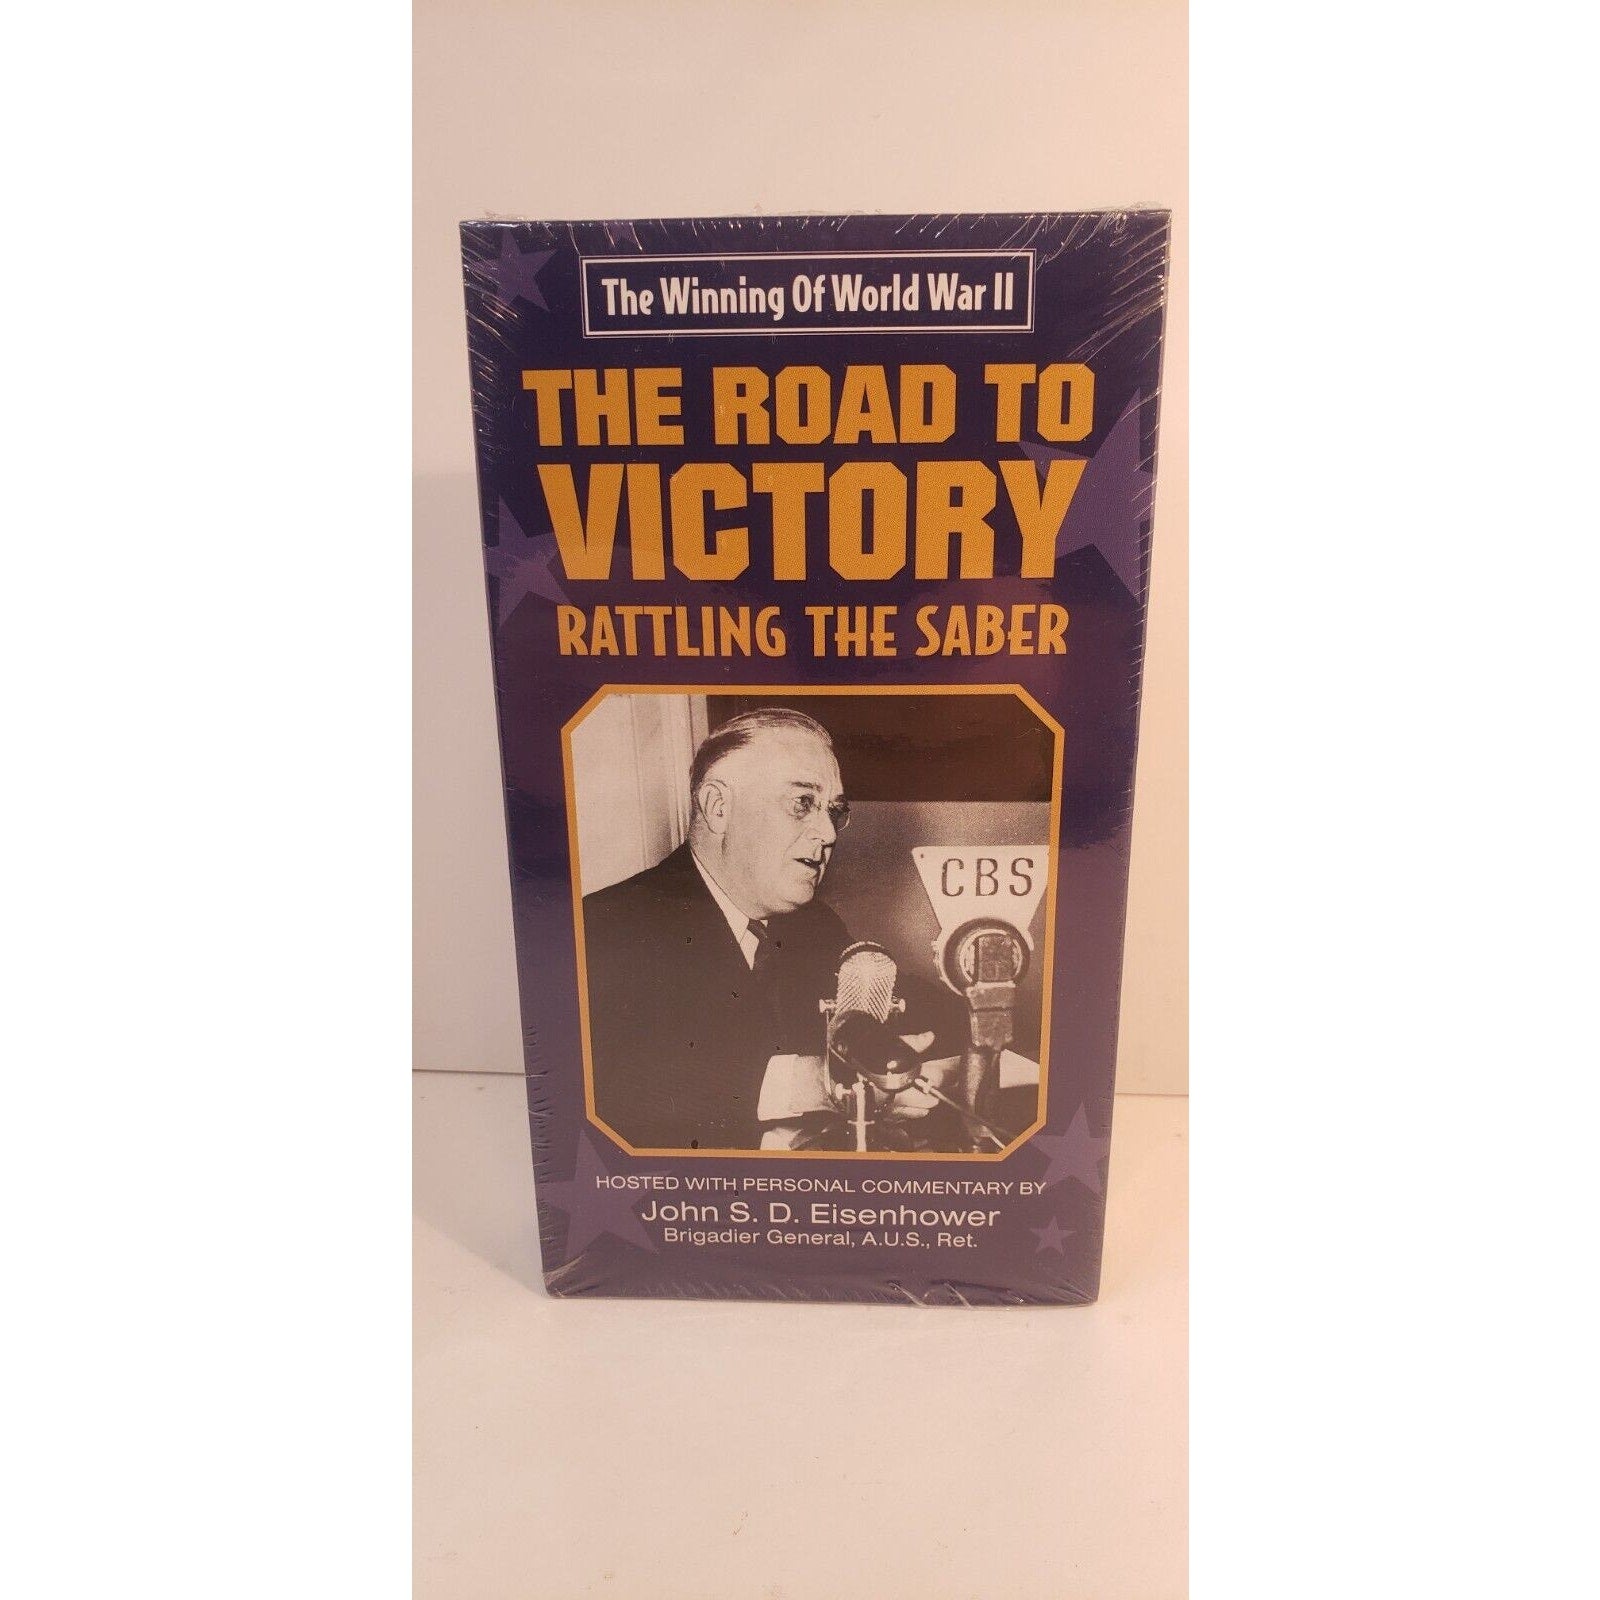 The Winning Of World War II
THE ROAD TO
VICTORY
RATTLING THE SABER
CBS
HOSTED WITH PERSONAL COMMENTARY BY
John S. D. Eisenhower
Brigadier General, A.U.S., Ret.